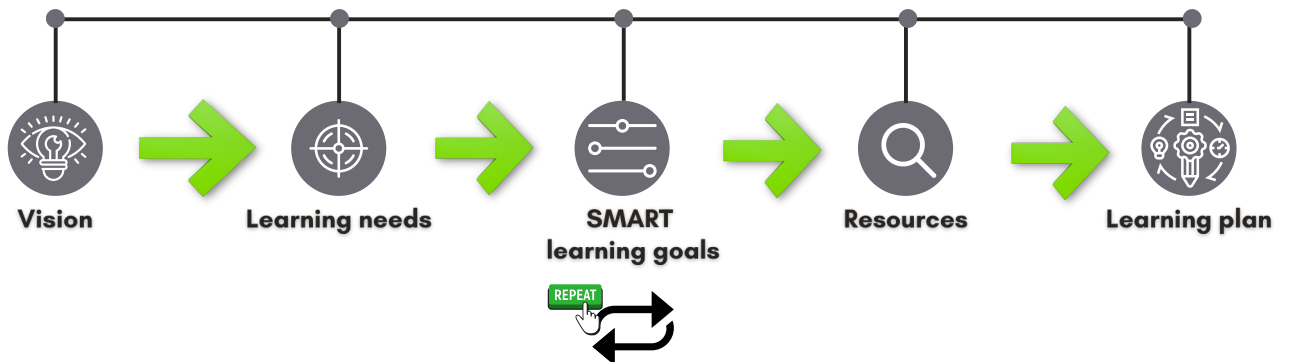 Vision
Learning needs
SMART
learning goals
Resources
Learning plan
REPEAT